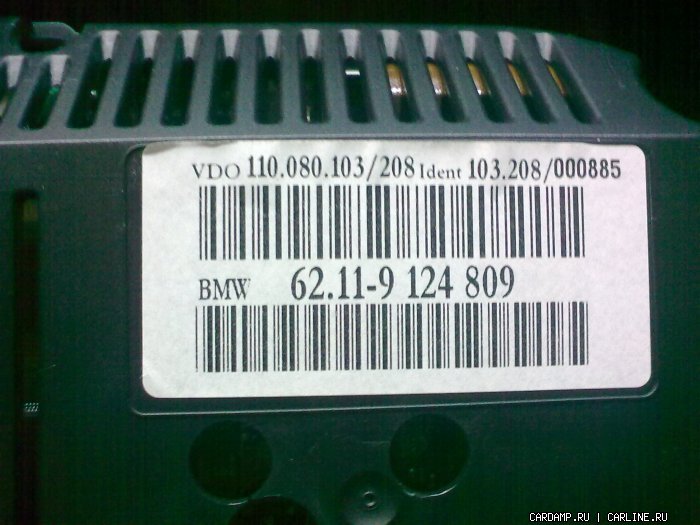 VDO 110.080.103/208 Ident 103.208/000885
BMW 62.11-9 124 809
CARDAMP.RU | CARLINE.RU